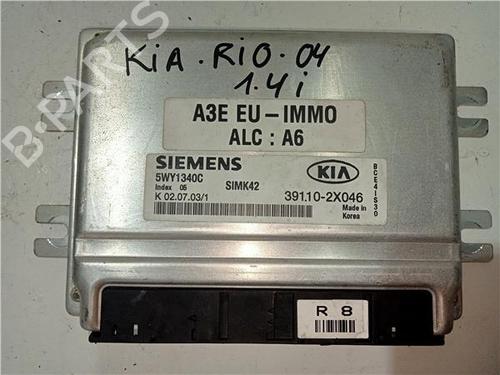 KiA.RIO.04
1.4i
A3E EU-IMMO
ALC : A6
SIEMENS
5WY1340C
Index 05
SIMK42
K 02.07.03/1
KIA
39110-2X046
Made in
Korea
BCE4IS30
R 8
B-PARTS